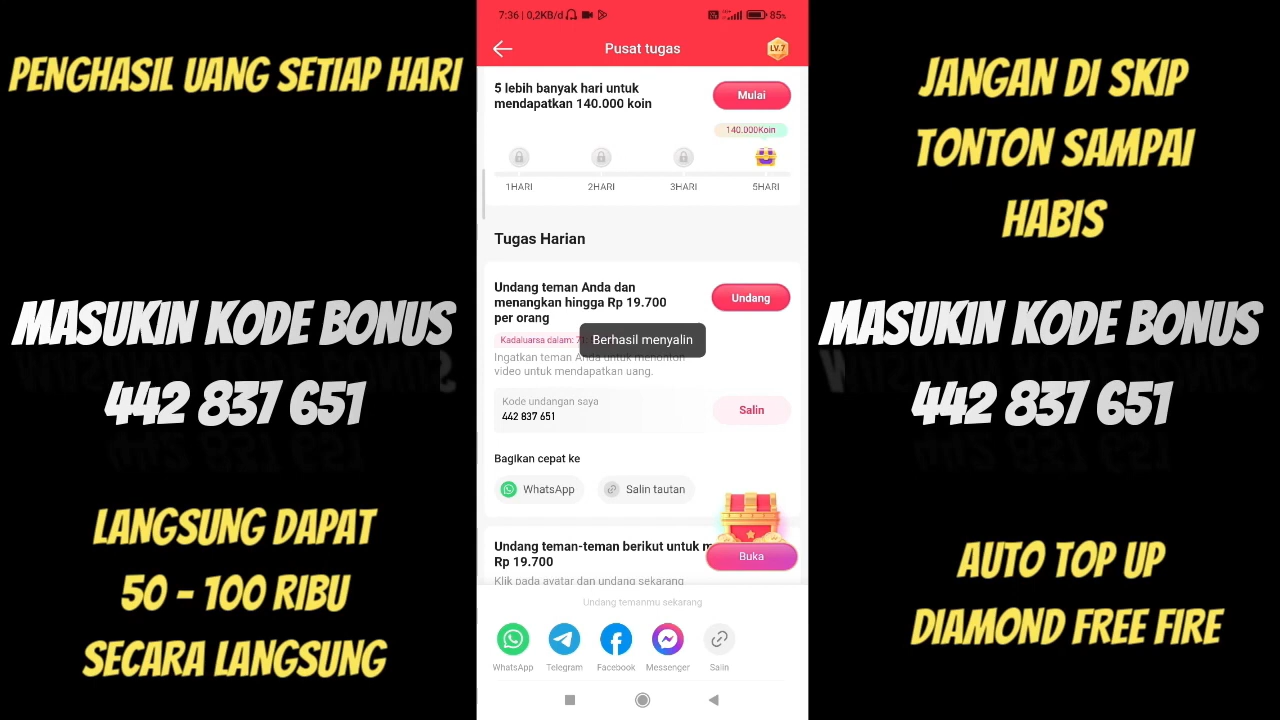 PENGHASIL UANG SETIAP HARI
MASUKIN KODE BONUS
442 837 651
LANGSUNG DAPAT
50 - 100 RIBU
SECARA LANGSUNG
7:36 | 0,2KB/d
85%
Pusat tugas
LV.7
5 lebih banyak hari untuk
mendapatkan 140.000 koin
Mulai
140.000Koin
1HARI 2HARI 3HARI 5HARI
Tugas Harian
Undang teman Anda dan
menangkan hingga Rp 19.700
per orang
Undang
Kadaluarsa dalam:
Berhasil menyalin
Ingatkan teman Anda untuk menonton
video untuk mendapatkan uang.
Kode undangan saya
442 837 651
Salin
Bagikan cepat ke
WhatsApp Salin tautan
Undang teman-teman berikut untuk
Rp 19.700
Buka
Klik pada avatar dan undang sekarang
Undang temanmu sekarang
WhatsApp Telegram Facebook Messenger Salin
JANGAN DI SKIP
TONTON SAMPAI
HABIS
MASUKIN KODE BONUS
442 837 651
AUTO TOP UP
DIAMOND FREE FIRE